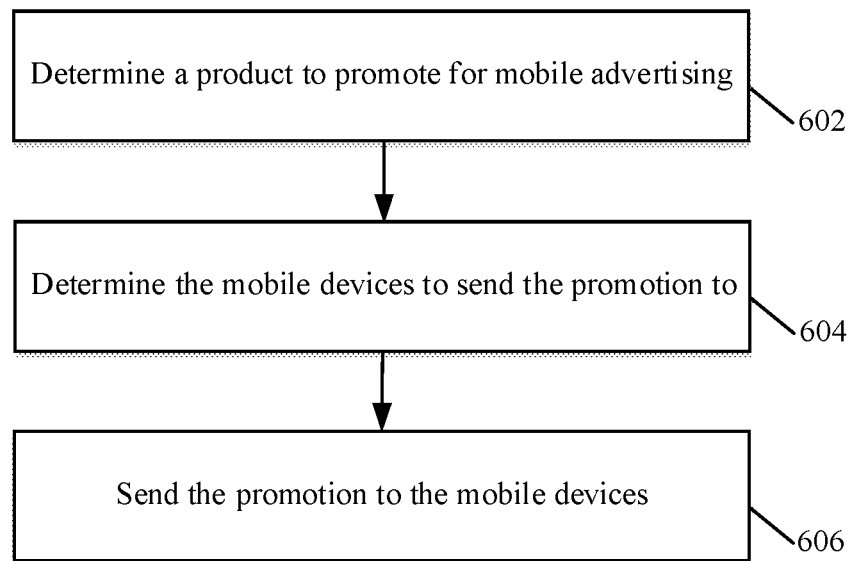 Determine a product to promote for mobile advertising
602
Determine the mobile devices to send the promotion to
604
Send the promotion to the mobile devices
606